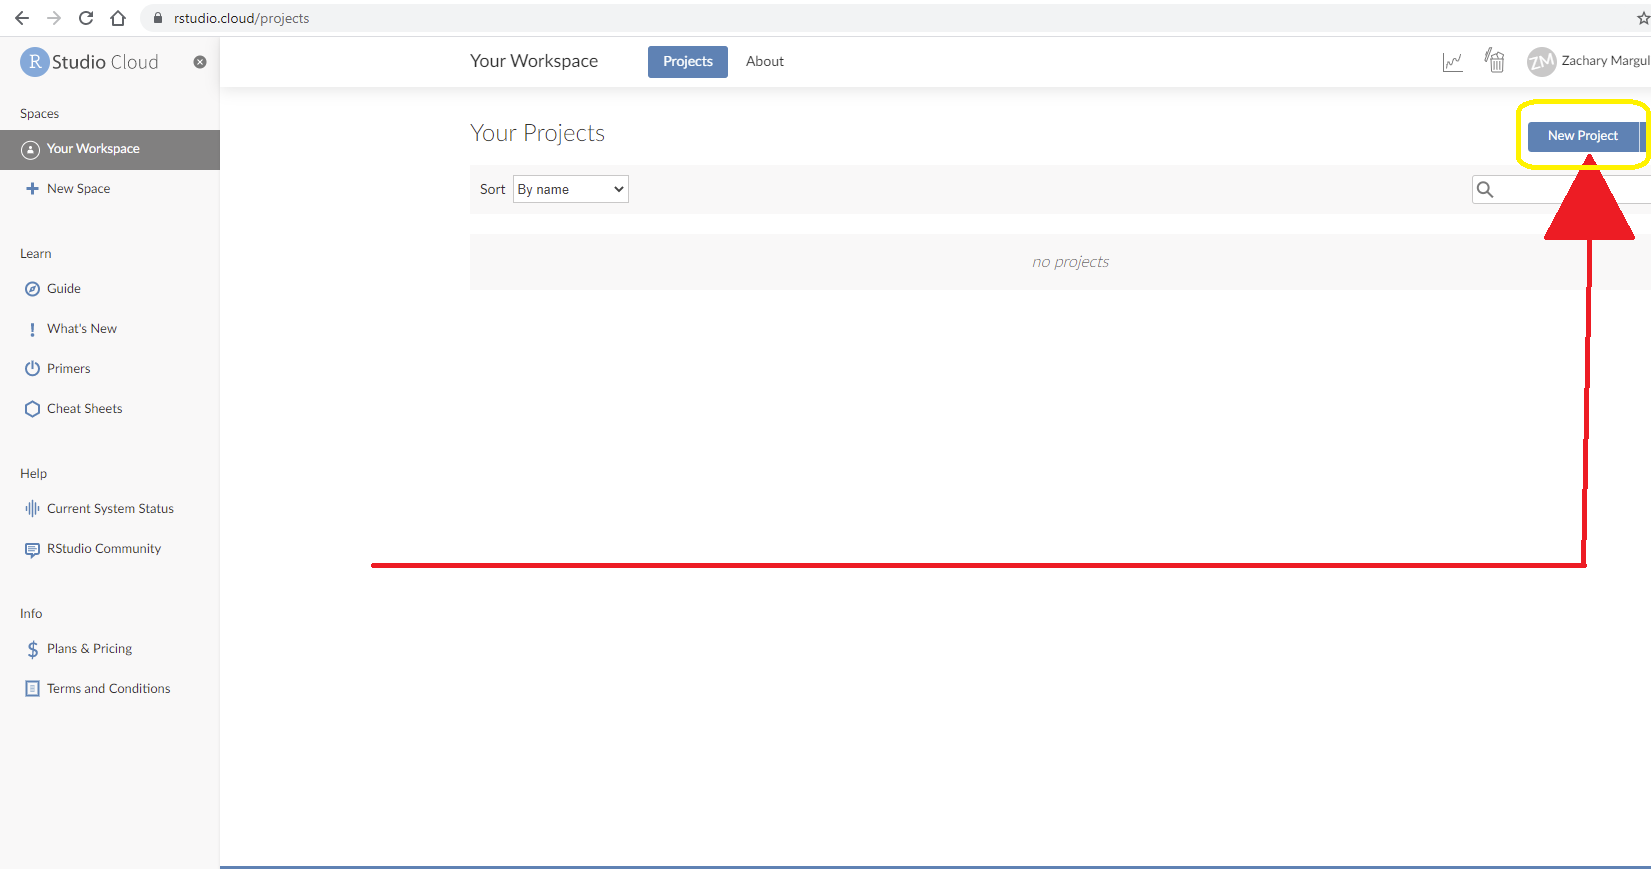 rstudio.cloud/projects
R Studio Cloud
Your Workspace
Projects
About
ZM
Zachary Margul
Spaces
Your Workspace
New Space
Your Projects
New Project
Sort
By name
no projects
Learn
Guide
What's New
Primers
Cheat Sheets
Help
Current System Status
RStudio Community
Info
Plans & Pricing
Terms and Conditions